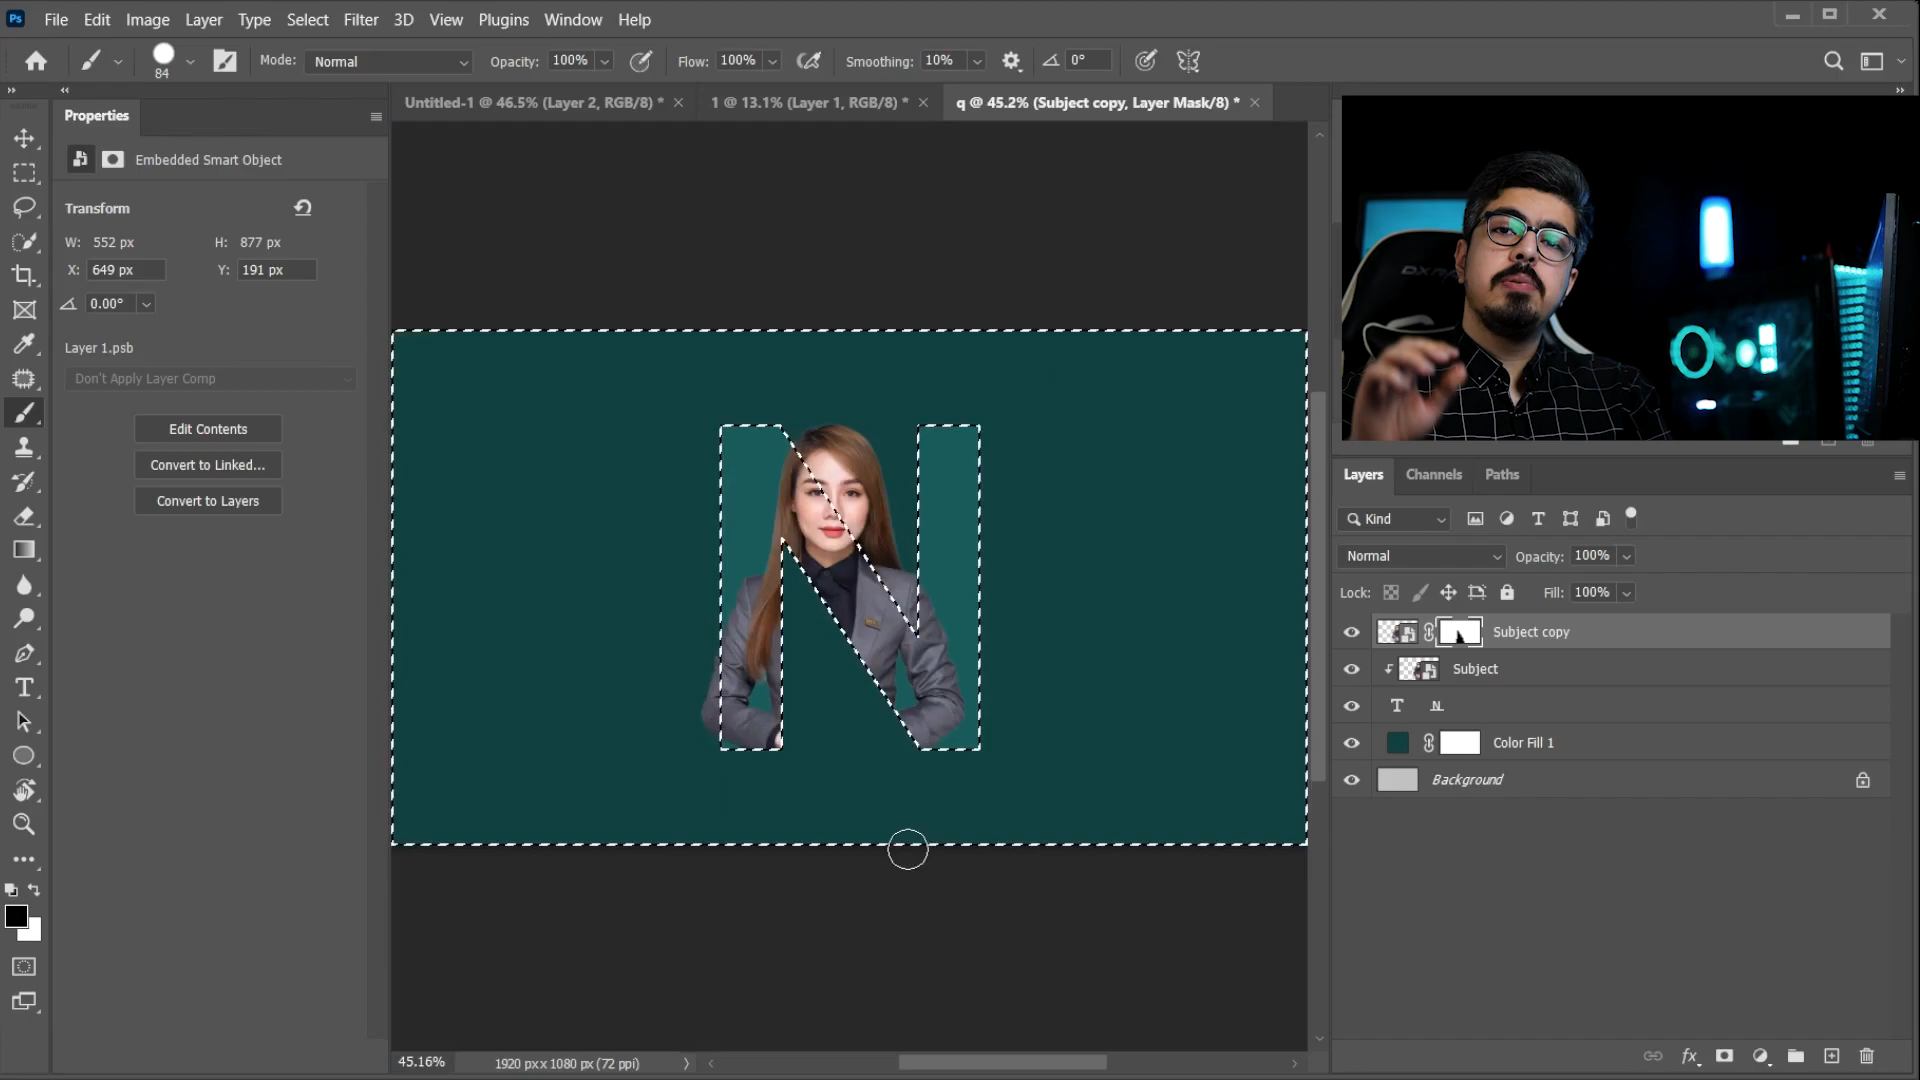 Ps File Edit Image Layer Type Select Filter 3D View Plugins Window Help
84 Mode: Normal Opacity: 100% Flow: 100% Smoothing: 10% 0°
Properties
Untitled-1 @ 46.5% (Layer 2, RGB/8) *
1 @ 13.1% (Layer 1, RGB/8) *
q @ 45.2% (Subject copy, Layer Mask/8) *
Embedded Smart Object
Transform
W: 552 px H: 877 px
X: 649 px Y: 191 px
0.00°
Layer 1.psb
Don't Apply Layer Comp
Edit Contents
Convert to Linked...
Convert to Layers
N
Layers Channels Paths
Kind
Normal Opacity: 100%
Lock: Fill: 100%
Subject copy
Subject
T N
Color Fill 1
Background
45.16% 1920 px x 1080 px (72 ppi)
fx